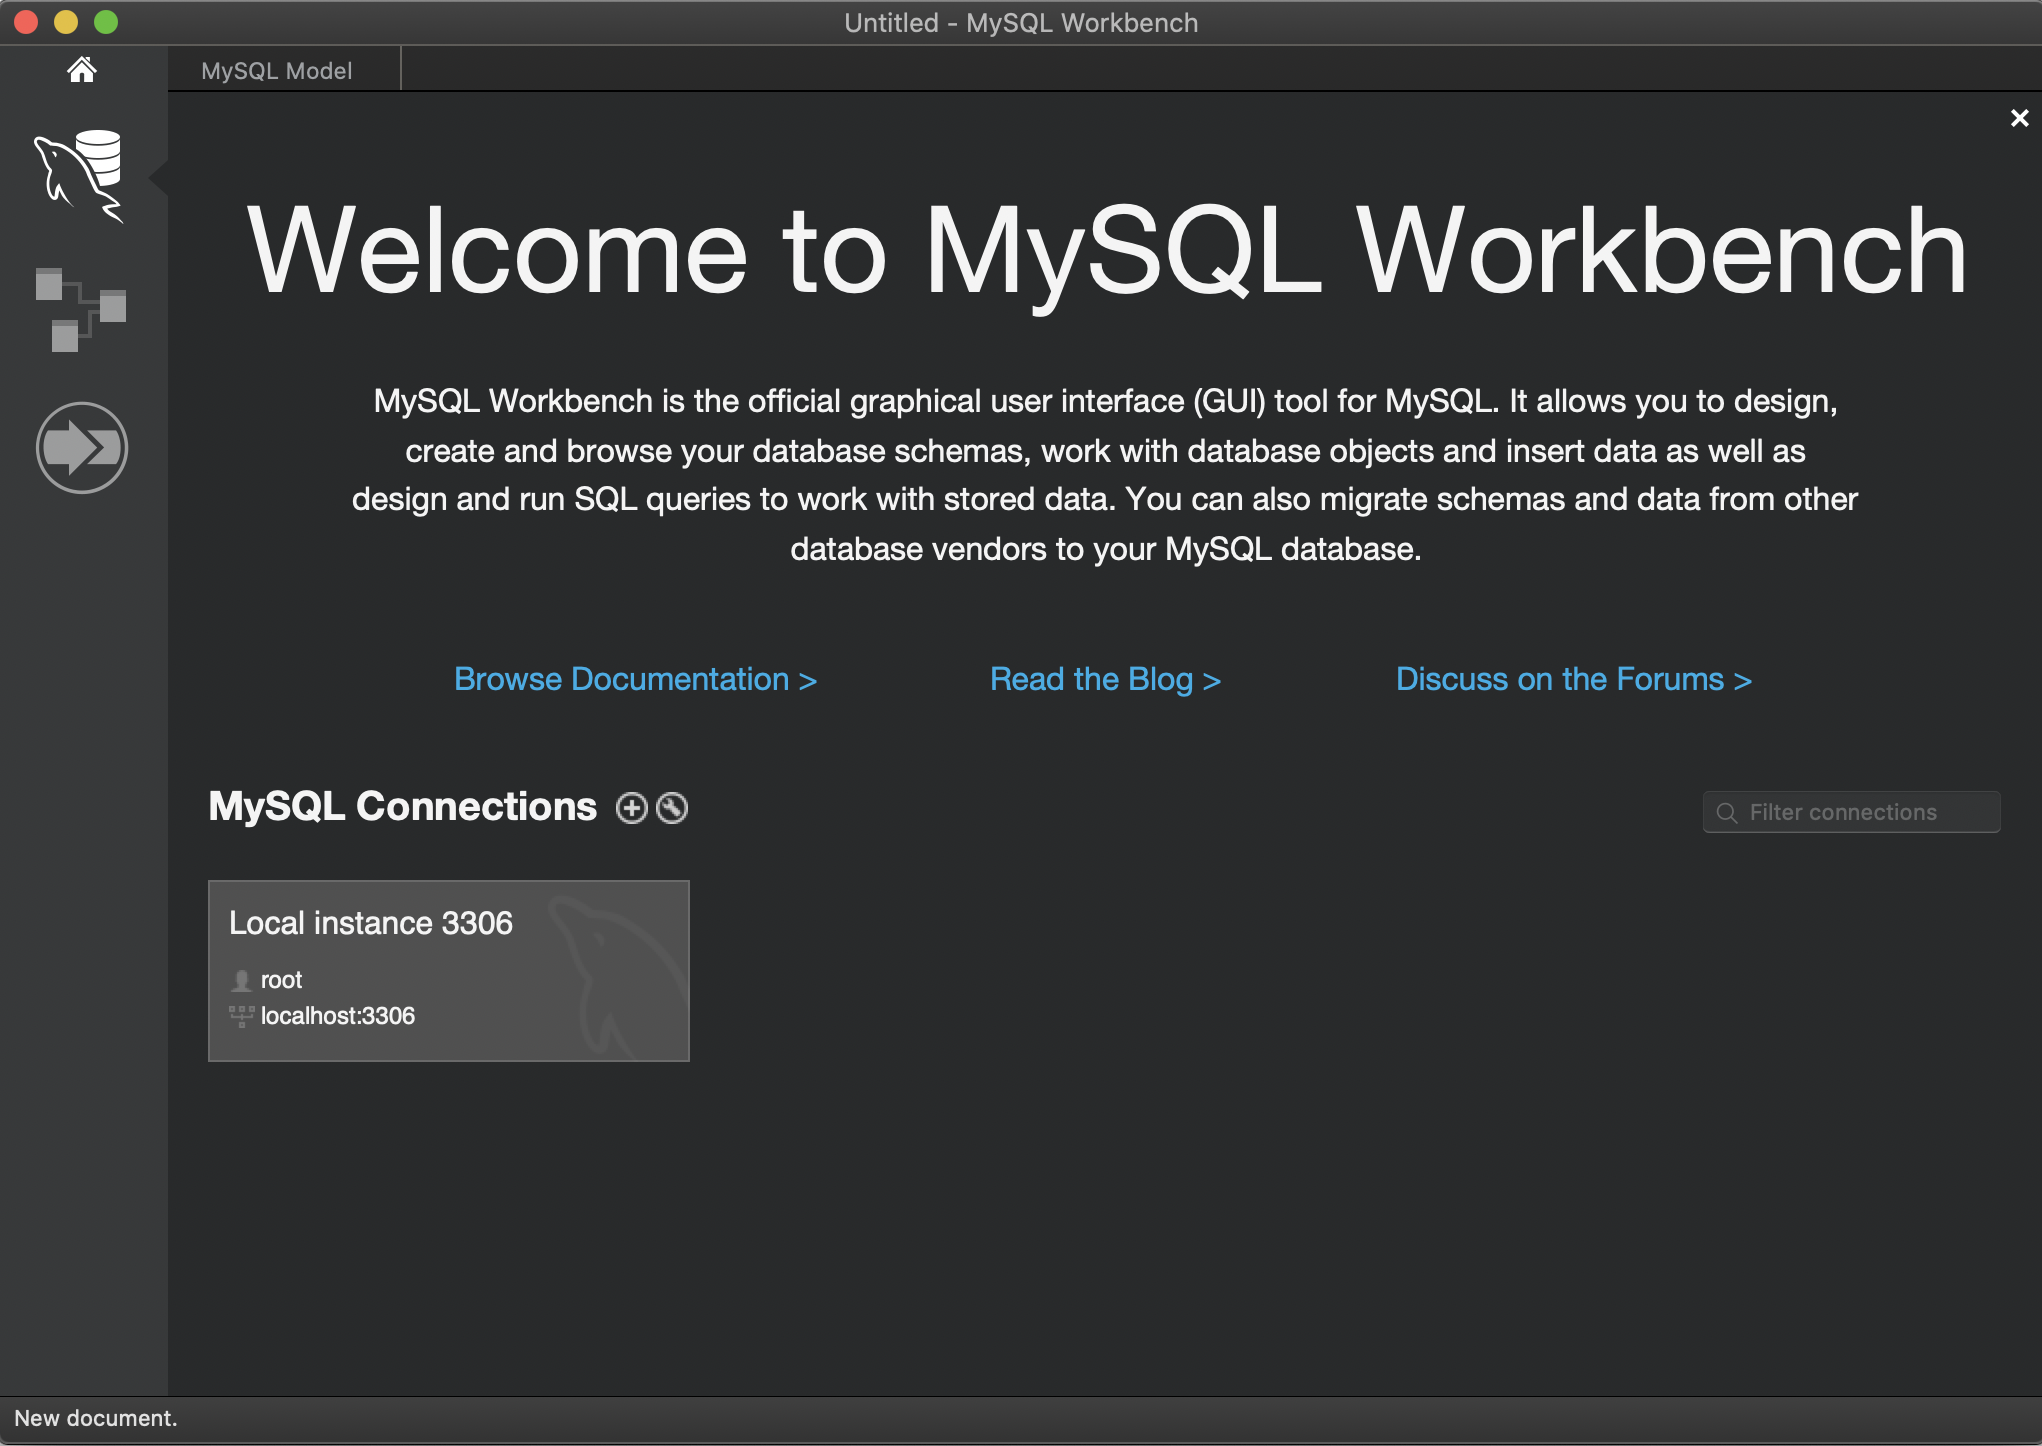 Untitled - MySQL Workbench
MySQL Model
Welcome to MySQL Workbench
MySQL Workbench is the official graphical user interface (GUI) tool for MySQL. It allows you to design,
create and browse your database schemas, work with database objects and insert data as well as
design and run SQL queries to work with stored data. You can also migrate schemas and data from other
database vendors to your MySQL database.
Browse Documentation >
Read the Blog >
Discuss on the Forums >
MySQL Connections
Filter connections
Local instance 3306
root
localhost:3306
New document.